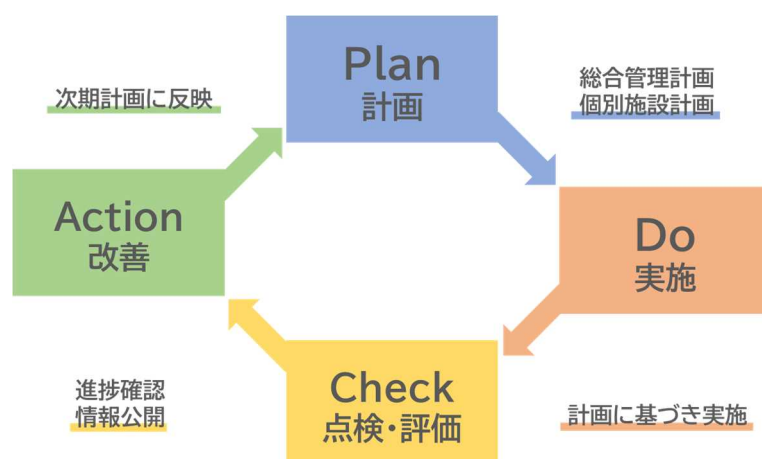 Plan
計画
総合管理計画
個別施設計画
次期計画に反映
Action
改善
Do
実施
Check
点検・評価
進捗確認
情報公開
計画に基づき実施